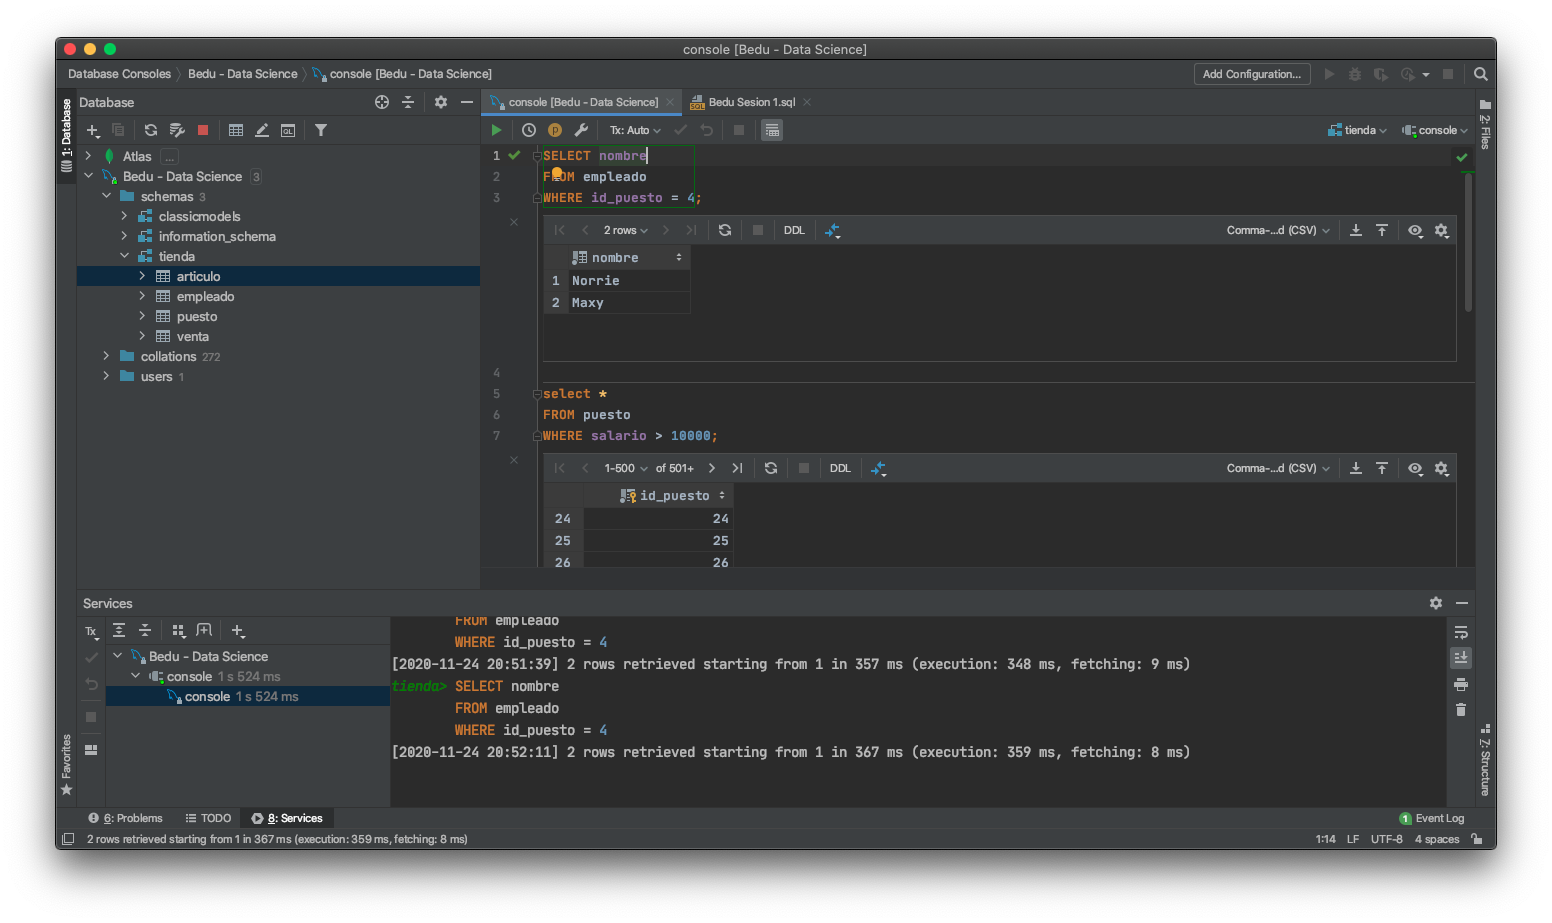 console [Bedu - Data Science]
Database Consoles
Bedu - Data Science
console [Bedu - Data Science]
Add Configuration...
1: Database
Database
console [Bedu - Data Science]
Bedu Sesion 1.sql
Tx: Auto
tienda
console
2: Files
Atlas ...
Bedu - Data Science 3
schemas 3
classicmodels
information_schema
tienda
articulo
empleado
puesto
venta
collations 272
users 1
1 SELECT nombre
2 FROM empleado
3 WHERE id_puesto = 4;
2 rows
DDL
Comma-...d (CSV)
nombre
1 Norrie
2 Maxy
4
5 select *
6 FROM puesto
7 WHERE salario > 10000;
1-500 of 501+
DDL
Comma-...d (CSV)
id_puesto
24 24
25 25
26 26
Services
Tx
Bedu - Data Science
console 1 s 524 ms
console 1 s 524 ms
FROM empleado
WHERE id_puesto = 4
[2020-11-24 20:51:39] 2 rows retrieved starting from 1 in 357 ms (execution: 348 ms, fetching: 9 ms)
tienda> SELECT nombre
FROM empleado
WHERE id_puesto = 4
[2020-11-24 20:52:11] 2 rows retrieved starting from 1 in 367 ms (execution: 359 ms, fetching: 8 ms)
Favorites
Z: Structure
6: Problems
TODO
8: Services
1 Event Log
2 rows retrieved starting from 1 in 367 ms (execution: 359 ms, fetching: 8 ms)
1:14
LF
UTF-8
4 spaces